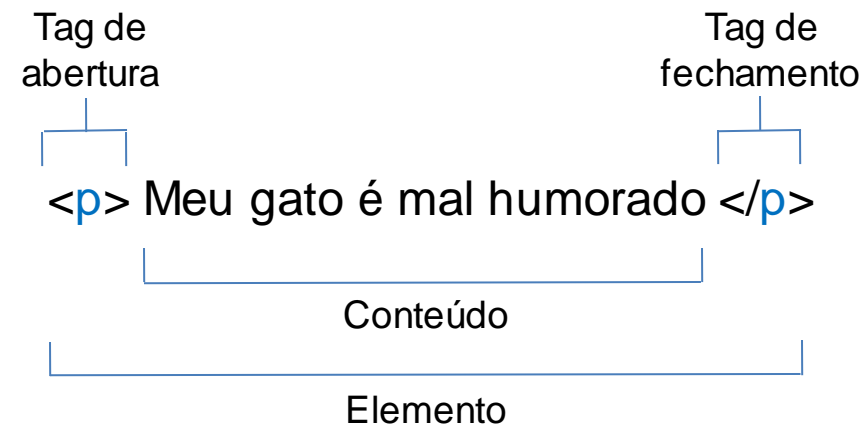 Tag de
abertura
Tag de
fechamento
<p> Meu gato é mal humorado </p>
Conteúdo
Elemento